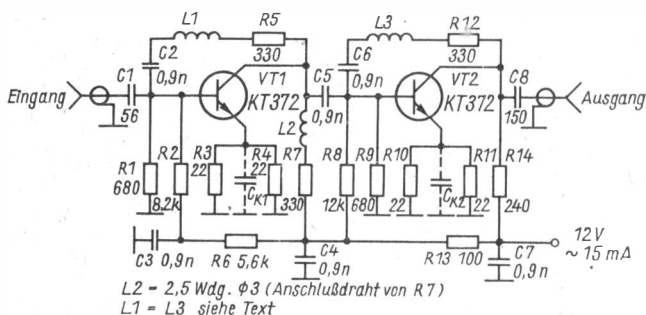 L1 R5 L3 R12
C2 330 C6 330
0,9n VT1 0,9n VT2
C1 C5 C8
Eingang KT372 KT372 Ausgang
56 0,9n 150
L2
R1 R2 R3 R4 R7 R8 R9 R10 R11 R14
680 22 22
8,2k CK1 330 12k 680 22 CK2 22 240
12V
~ 15 mA
C3 0,9n R6 5,6k C4 R13 100 C7
0,9n 0,9n
L2 = 2,5 Wdg. ϕ3 (Anschlußdraht von R7)
L1 = L3 siehe Text